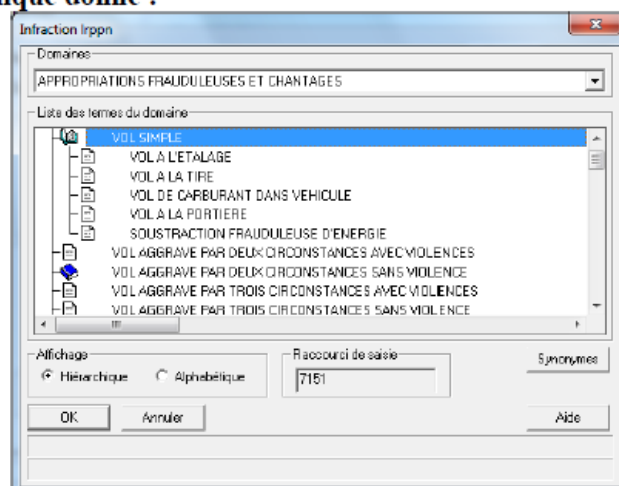 Infraction Irppn
Domaines
APPROPRIATIONS FRAUDULEUSES ET CHANTAGES
Liste des termes du domaine
VOL SIMPLE
VOL A L'ETALAGE
VOL A LA TIRE
VOL DE CARBURANT DANS VEHICULE
VOL A LA PORTIERE
SOUSTRACTION FRAUDULEUSE D'ENERGIE
VOL AGGRAVE PAR DEUX CIRCONSTANCES AVEC VIOLENCES
VOL AGGRAVE PAR DEUX CIRCONSTANCES SANS VIOLENCE
VOL AGGRAVE PAR TROIS CIRCONSTANCES AVEC VIOLENCES
VOL AGGRAVE PAR TROIS CIRCONSTANCES SANS VIOLENCE
Affichage
Hiérarchique Alphabétique
Raccourci de saisie
7151
Synonymes
OK Annuler Aide